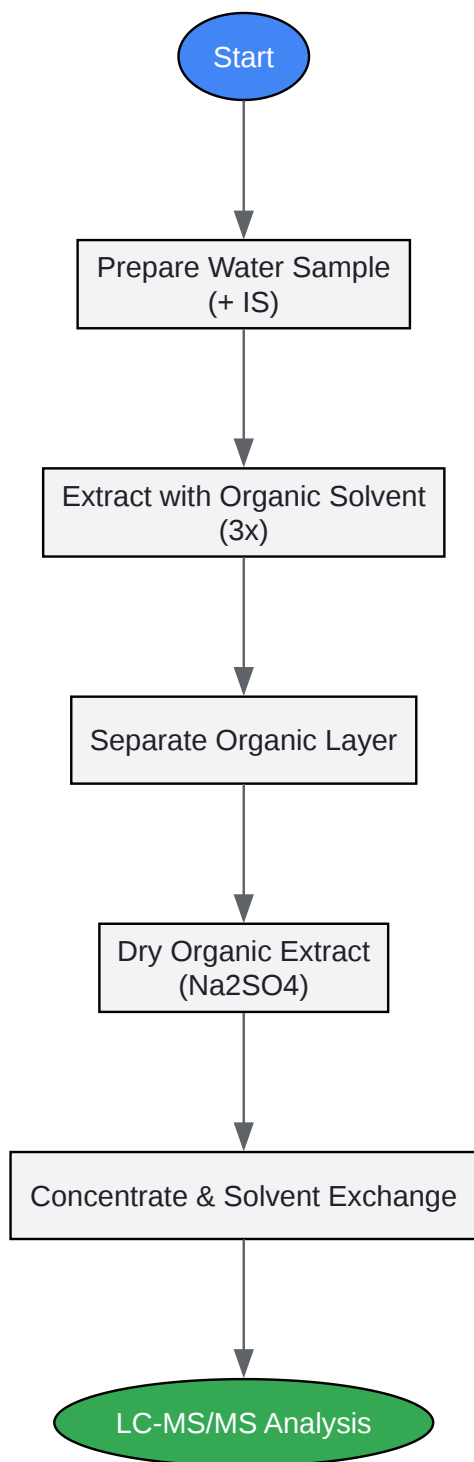 Start
Prepare Water Sample
(+ IS)
Extract with Organic Solvent
(3x)
Separate Organic Layer
Dry Organic Extract
(Na2SO4)
Concentrate & Solvent Exchange
LC-MS/MS Analysis